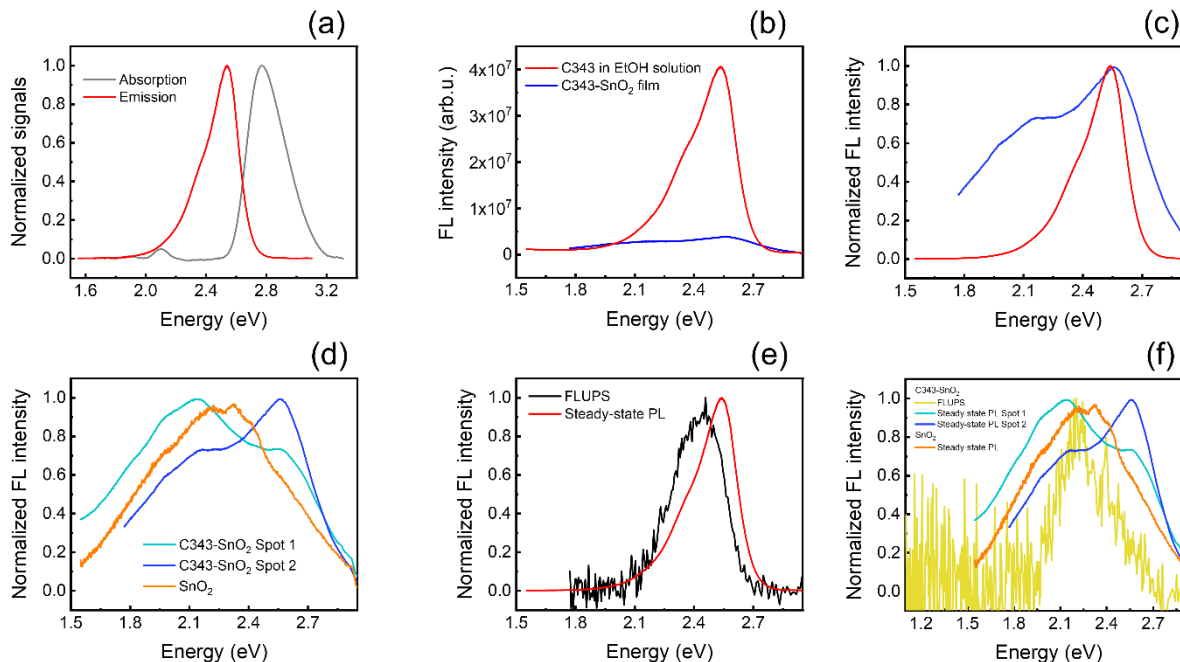 (a)
Normalized signals
1.0
0.8
0.6
0.4
0.2
0.0
Absorption
Emission
1.6 2.0 2.4 2.8 3.2
Energy (eV)
(b)
FL intensity (arb.u.)
4x10⁷
3x10⁷
2x10⁷
1x10⁷
0
C343 in EtOH solution
C343-SnO₂ film
1.5 1.8 2.1 2.4 2.7
Energy (eV)
(c)
Normalized FL intensity
1.0
0.8
0.6
0.4
0.2
0.0
1.5 1.8 2.1 2.4 2.7
Energy (eV)
(d)
Normalized FL intensity
1.0
0.8
0.6
0.4
0.2
0.0
C343-SnO₂ Spot 1
C343-SnO₂ Spot 2
SnO₂
1.5 1.8 2.1 2.4 2.7
Energy (eV)
(e)
Normalized FL intensity
1.0
0.8
0.6
0.4
0.2
0.0
FLUPS
Steady-state PL
1.5 1.8 2.1 2.4 2.7
Energy (eV)
(f)
Normalized FL intensity
1.0
0.8
0.6
0.4
0.2
0.0
C343-SnO₂
FLUPS
Steady state PL Spot 1
Steady-state PL Spot 2
SnO₂
Steady state PL
1.2 1.5 1.8 2.1 2.4 2.7
Energy (eV)